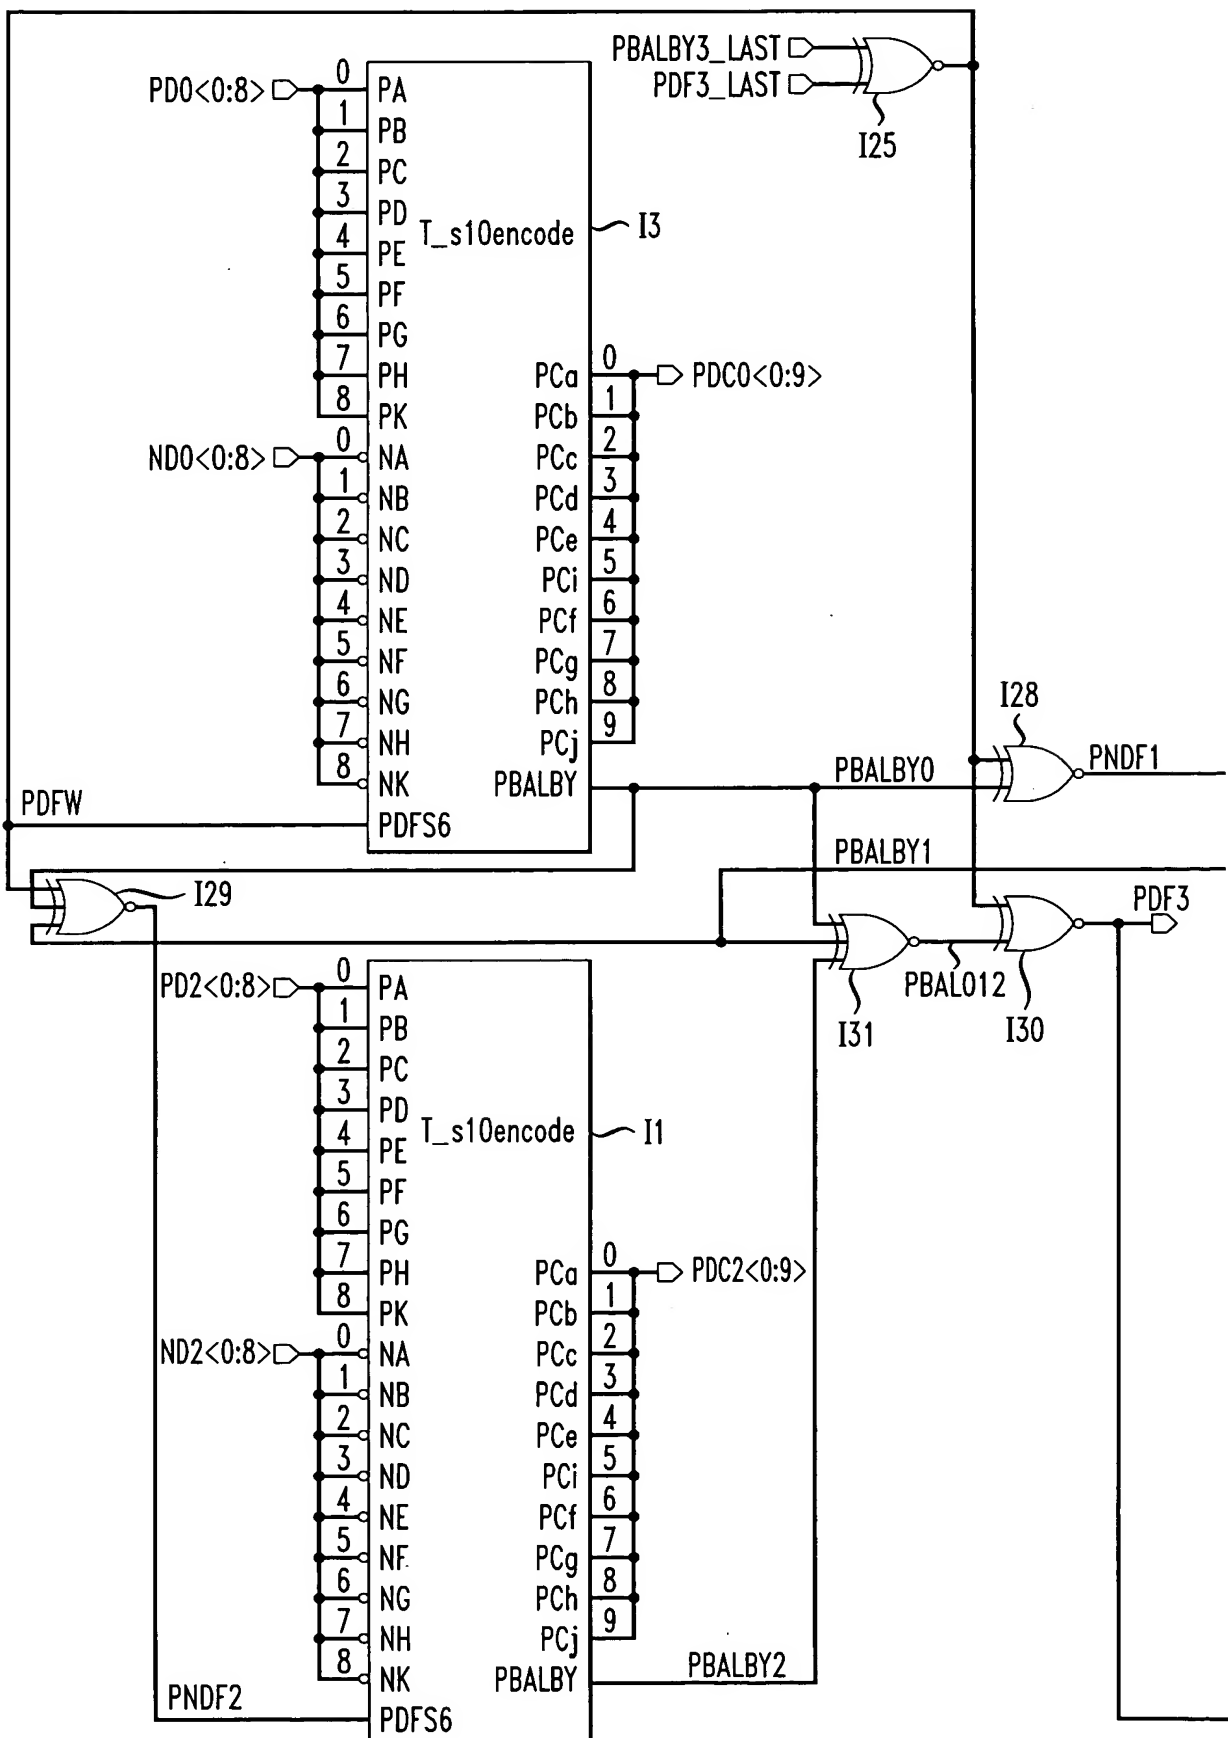 PBALBY3_LAST
PDF3_LAST
I25
PD0<0:8>
0 PA
1 PB
2 PC
3 PD
4 PE
5 PF
6 PG
7 PH
8 PK
T_s10encode
I3
ND0<0:8>
0 NA
1 NB
2 NC
3 ND
4 NE
5 NF
6 NG
7 NH
8 NK
PCa 0
PDC0<0:9>
PCb 1
PCc 2
PCd 3
PCe 4
PCi 5
PCf 6
PCg 7
PCh 8
PCj 9
PBALBY
PBALBY0
I28
PNDF1
PDFW
PDFS6
PBALBY1
I29
PDF3
PBAL012
I31
I30
PD2<0:8>
0 PA
1 PB
2 PC
3 PD
4 PE
5 PF
6 PG
7 PH
8 PK
T_s10encode
I1
ND2<0:8>
0 NA
1 NB
2 NC
3 ND
4 NE
5 NF
6 NG
7 NH
8 NK
PCa 0
PDC2<0:9>
PCb 1
PCc 2
PCd 3
PCe 4
PCi 5
PCf 6
PCg 7
PCh 8
PCj 9
PBALBY
PBALBY2
PNDF2
PDFS6